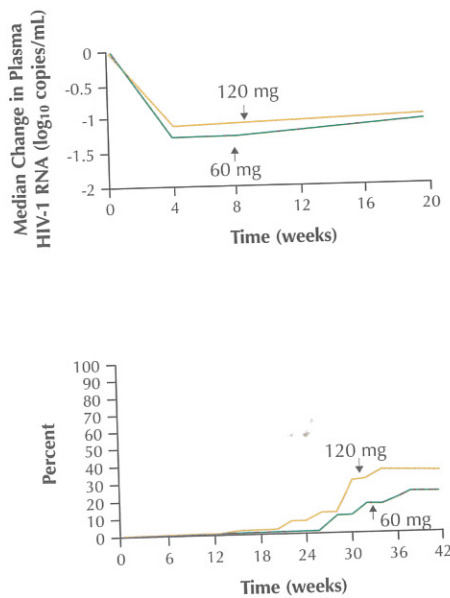 Median Change in Plasma
HIV-1 RNA (log10 copies/mL)
0
-0.5
-1
-1.5
-2
120 mg
60 mg
0 4 8 12 16 20
Time (weeks)
Percent
100
90
80
70
60
50
40
30
20
10
0
120 mg
60 mg
0 6 12 18 24 30 36 42
Time (weeks)